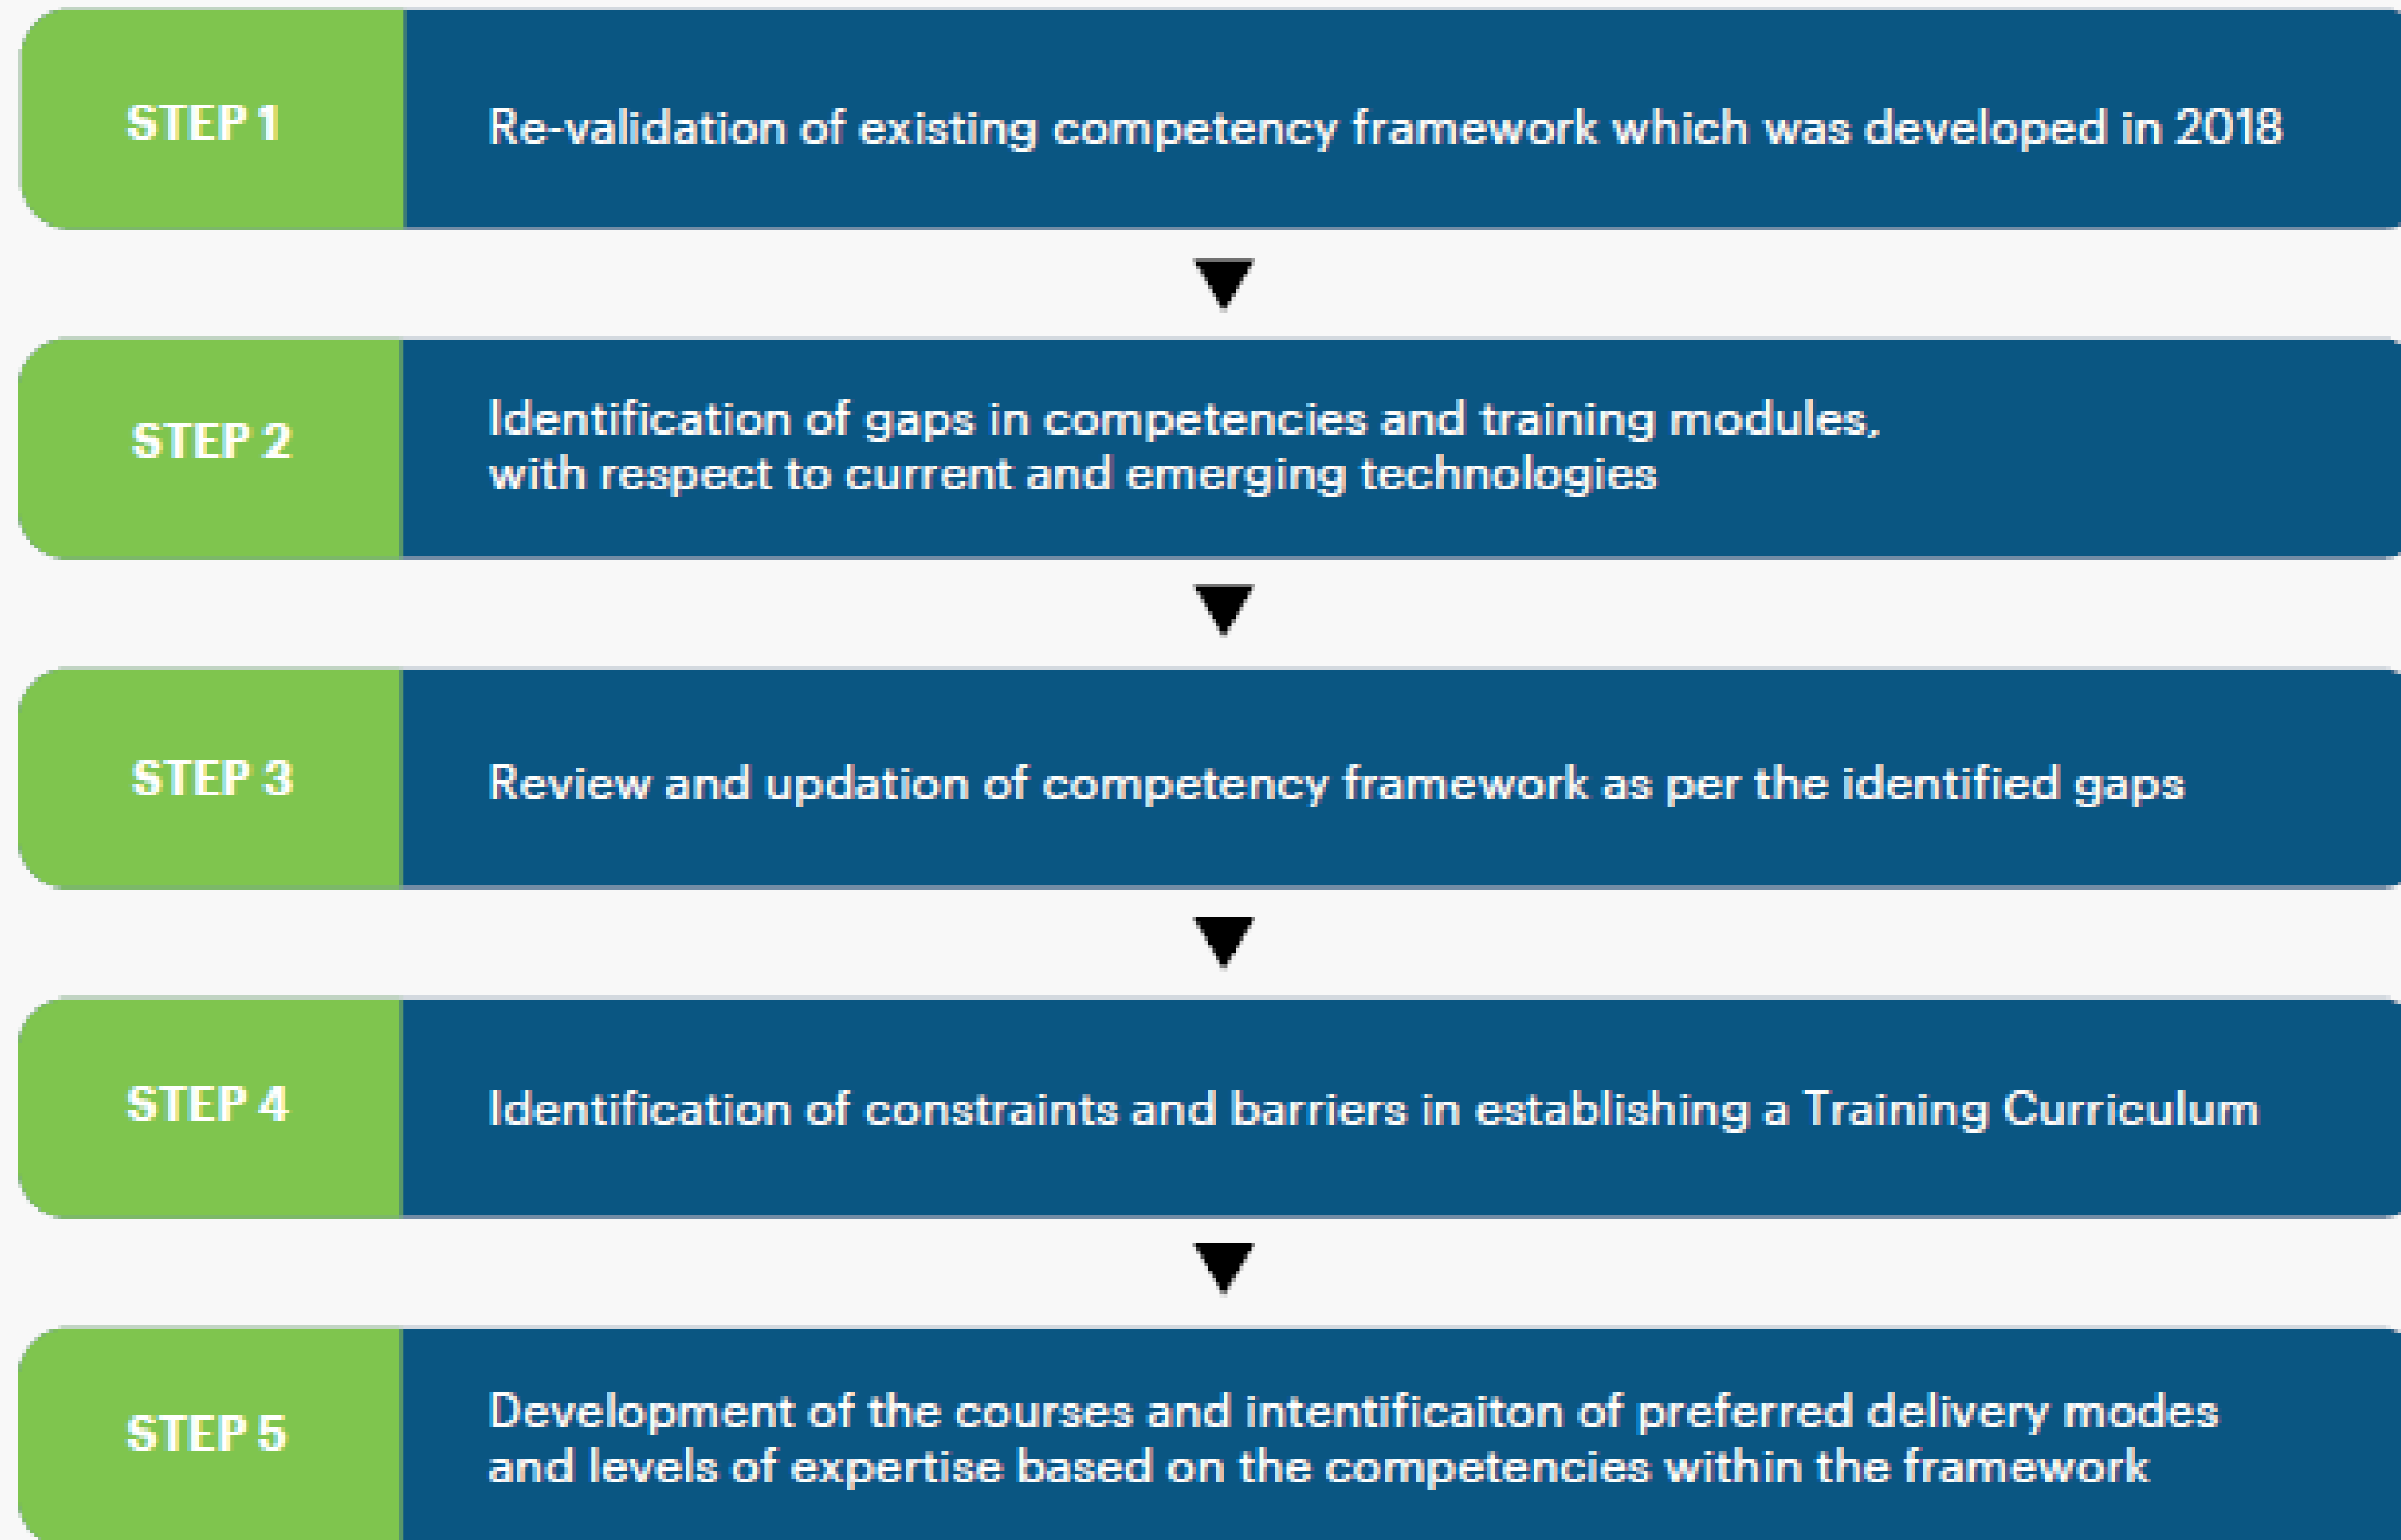 STEP 1
Re-validation of existing competency framework which was developed in 2018
STEP 2
Identification of gaps in competencies and training modules,
with respect to current and emerging technologies
STEP 3
Review and updation of competency framework as per the identified gaps
STEP 4
Identification of constraints and barriers in establishing a Training Curriculum
STEP 5
Development of the courses and intentificaiton of preferred delivery modes
and levels of expertise based on the competencies within the framework